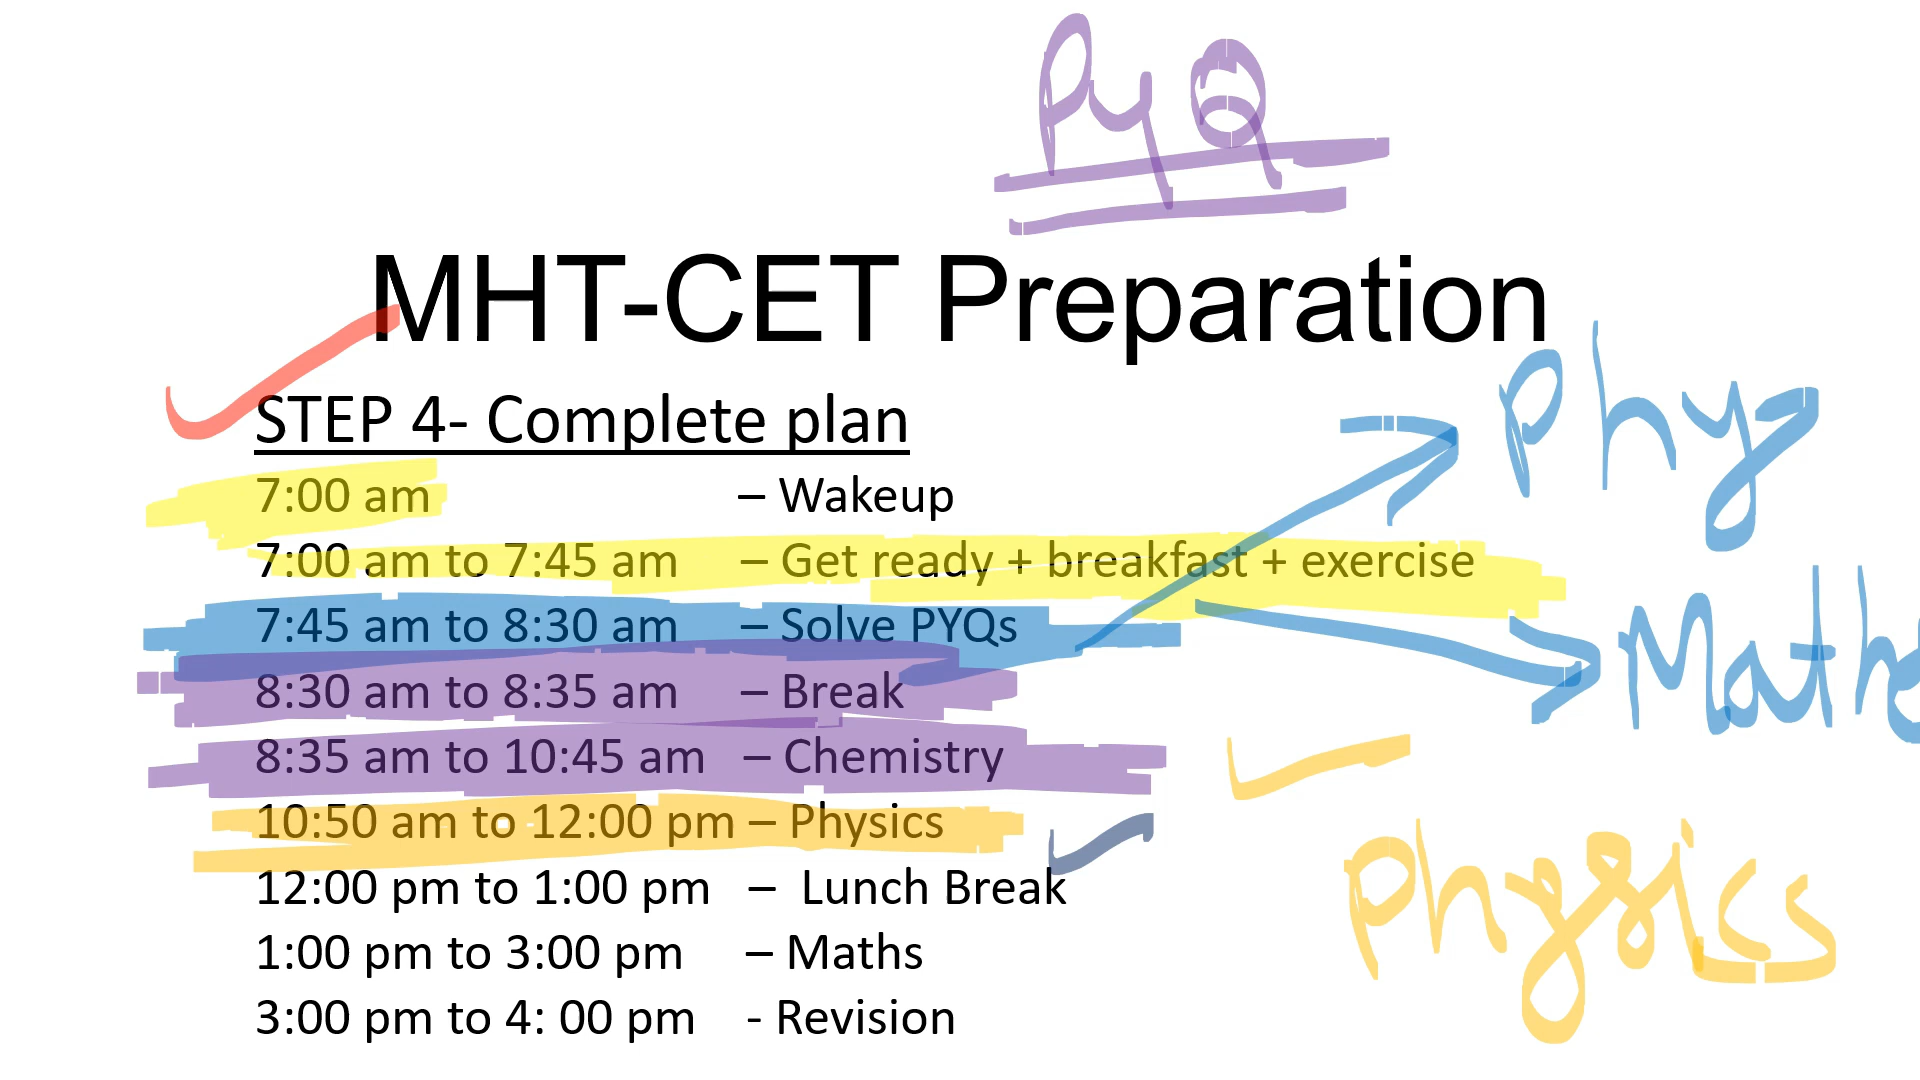 PYQ
MHT-CET Preparation
STEP 4- Complete plan
7:00 am – Wakeup
7:00 am to 7:45 am – Get ready + breakfast + exercise
7:45 am to 8:30 am – Solve PYQs
8:30 am to 8:35 am – Break
8:35 am to 10:45 am – Chemistry
10:50 am to 12:00 pm – Physics
12:00 pm to 1:00 pm – Lunch Break
1:00 pm to 3:00 pm – Maths
3:00 pm to 4: 00 pm - Revision
Phy
Maths
Physics